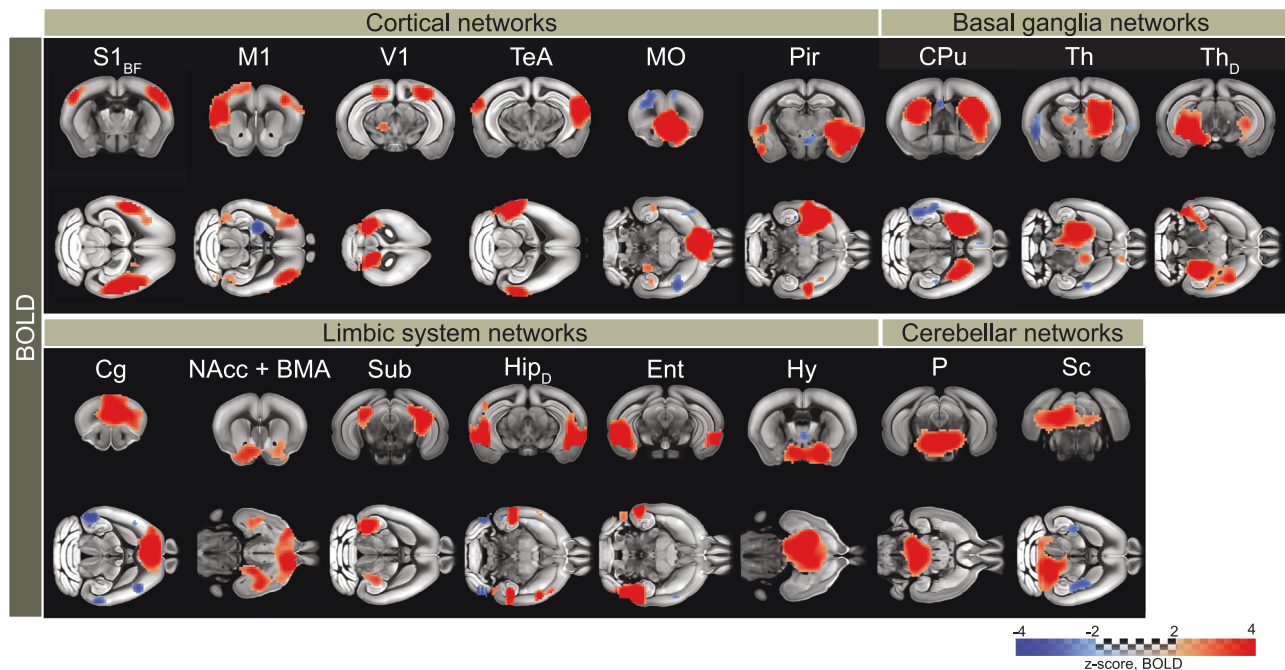 Cortical networks
Basal ganglia networks
BOLD
S1BF
M1
V1
TeA
MO
Pir
CPu
Th
ThD
Limbic system networks
Cerebellar networks
Cg
NAcc + BMA
Sub
HipD
Ent
Hy
P
Sc
-4 -2 2 4
z-score, BOLD